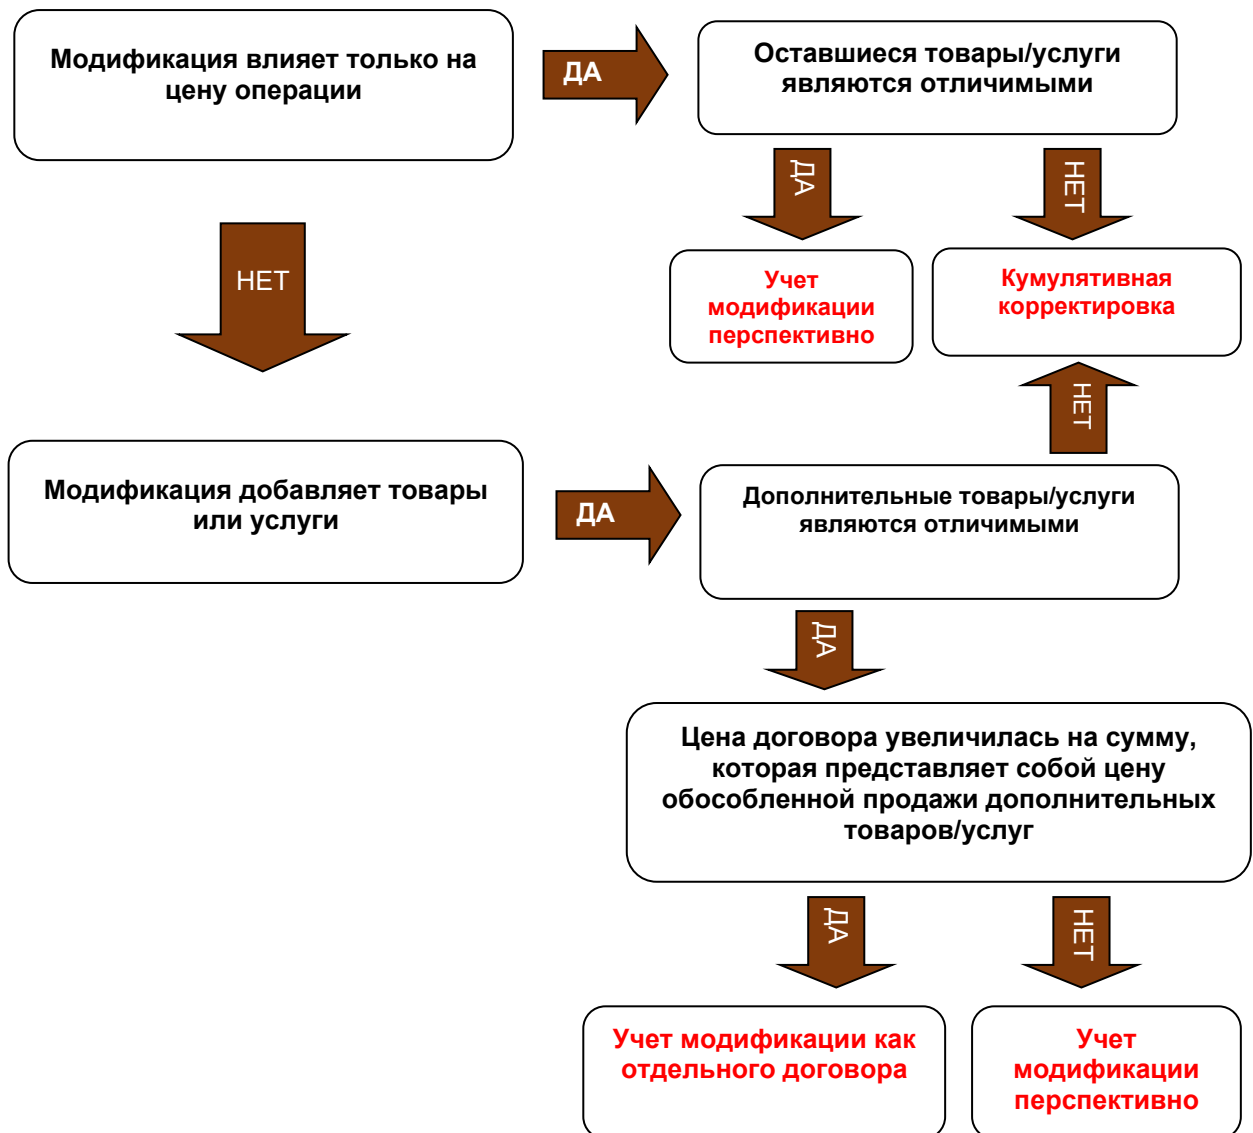 Модификация влияет только на
цену операции
ДА
Оставшиеся товары/услуги
являются отличимыми
ДА
НЕТ
НЕТ
Учет
модификации
перспективно
Кумулятивная
корректировка
НЕТ
Модификация добавляет товары
или услуги
ДА
Дополнительные товары/услуги
являются отличимыми
ДА
Цена договора увеличилась на сумму,
которая представляет собой цену
обособленной продажи дополнительных
товаров/услуг
ДА
НЕТ
Учет модификации как
отдельного договора
Учет
модификации
перспективно